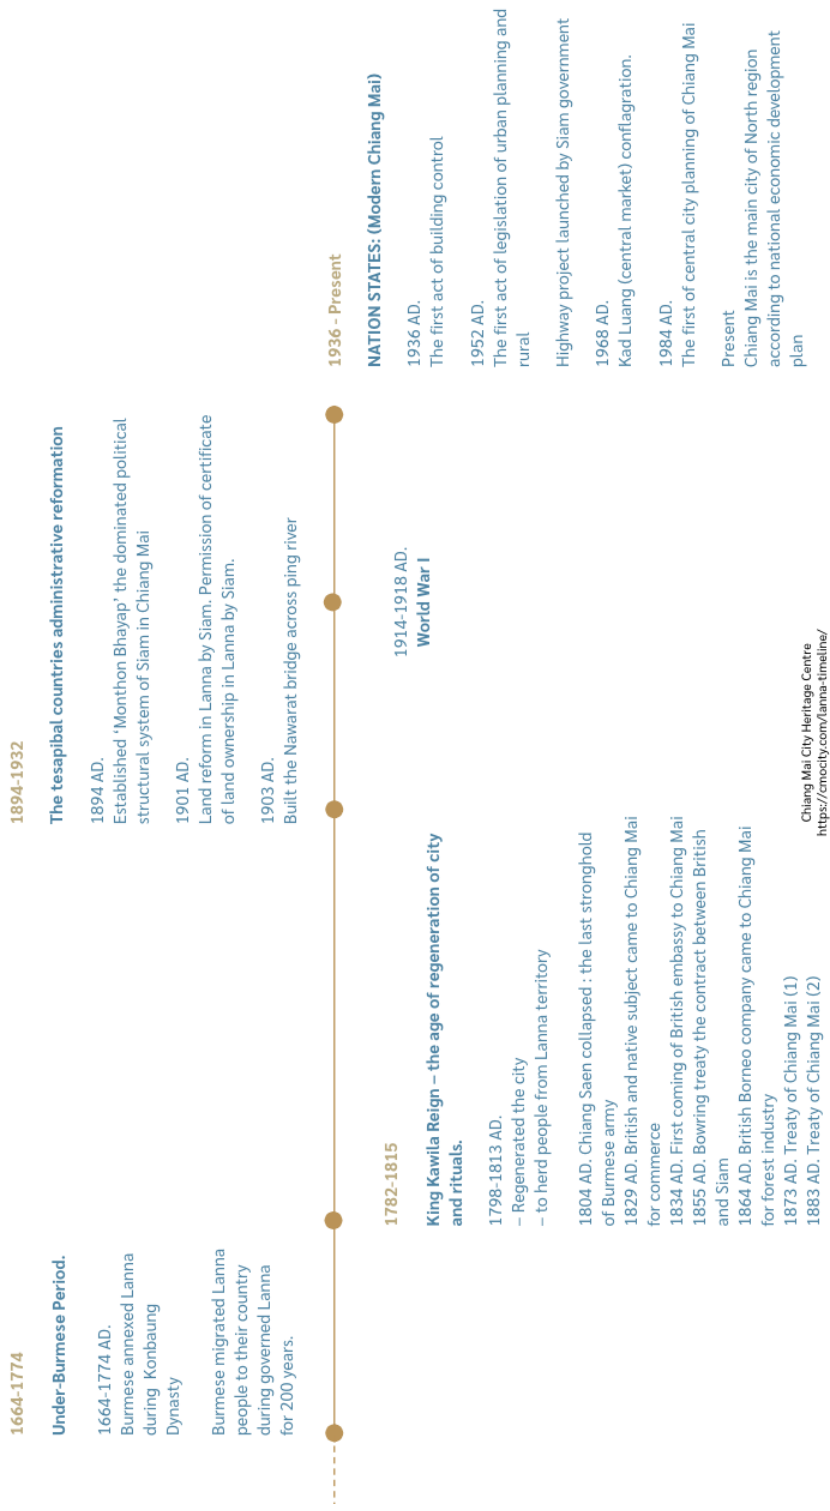 1664-1774
Under-Burmese Period.
1664-1774 AD.
Burmese annexed Lanna
during Konbaung
Dynasty
Burmese migrated Lanna
people to their country
during governed Lanna
for 200 years.
1782-1815
King Kawila Reign – the age of regeneration of city
and rituals.
1798-1813 AD.
– Regenerated the city
– to herd people from Lanna territory
1804 AD. Chiang Saen collapsed : the last stronghold
of Burmese army
1829 AD. British and native subject came to Chiang Mai
for commerce
1834 AD. First coming of British embassy to Chiang Mai
1855 AD. Bowring treaty the contract between British
and Siam
1864 AD. British Borneo company came to Chiang Mai
for forest industry
1873 AD. Treaty of Chiang Mai (1)
1883 AD. Treaty of Chiang Mai (2)
1894-1932
The tesapibal countries administrative reformation
1894 AD.
Established ‘Monthon Bhayap’ the dominated political
structural system of Siam in Chiang Mai
1901 AD.
Land reform in Lanna by Siam. Permission of certificate
of land ownership in Lanna by Siam.
1903 AD.
Built the Nawarat bridge across ping river
1914-1918 AD.
World War I
1936 - Present
NATION STATES: (Modern Chiang Mai)
1936 AD.
The first act of building control
1952 AD.
The first act of legislation of urban planning and
rural
Highway project launched by Siam government
1968 AD.
Kad Luang (central market) conflagration.
1984 AD.
The first of central city planning of Chiang Mai
Present
Chiang Mai is the main city of North region
according to national economic development
plan
Chiang Mai City Heritage Centre
https://cmocity.com/lanna-timeline/